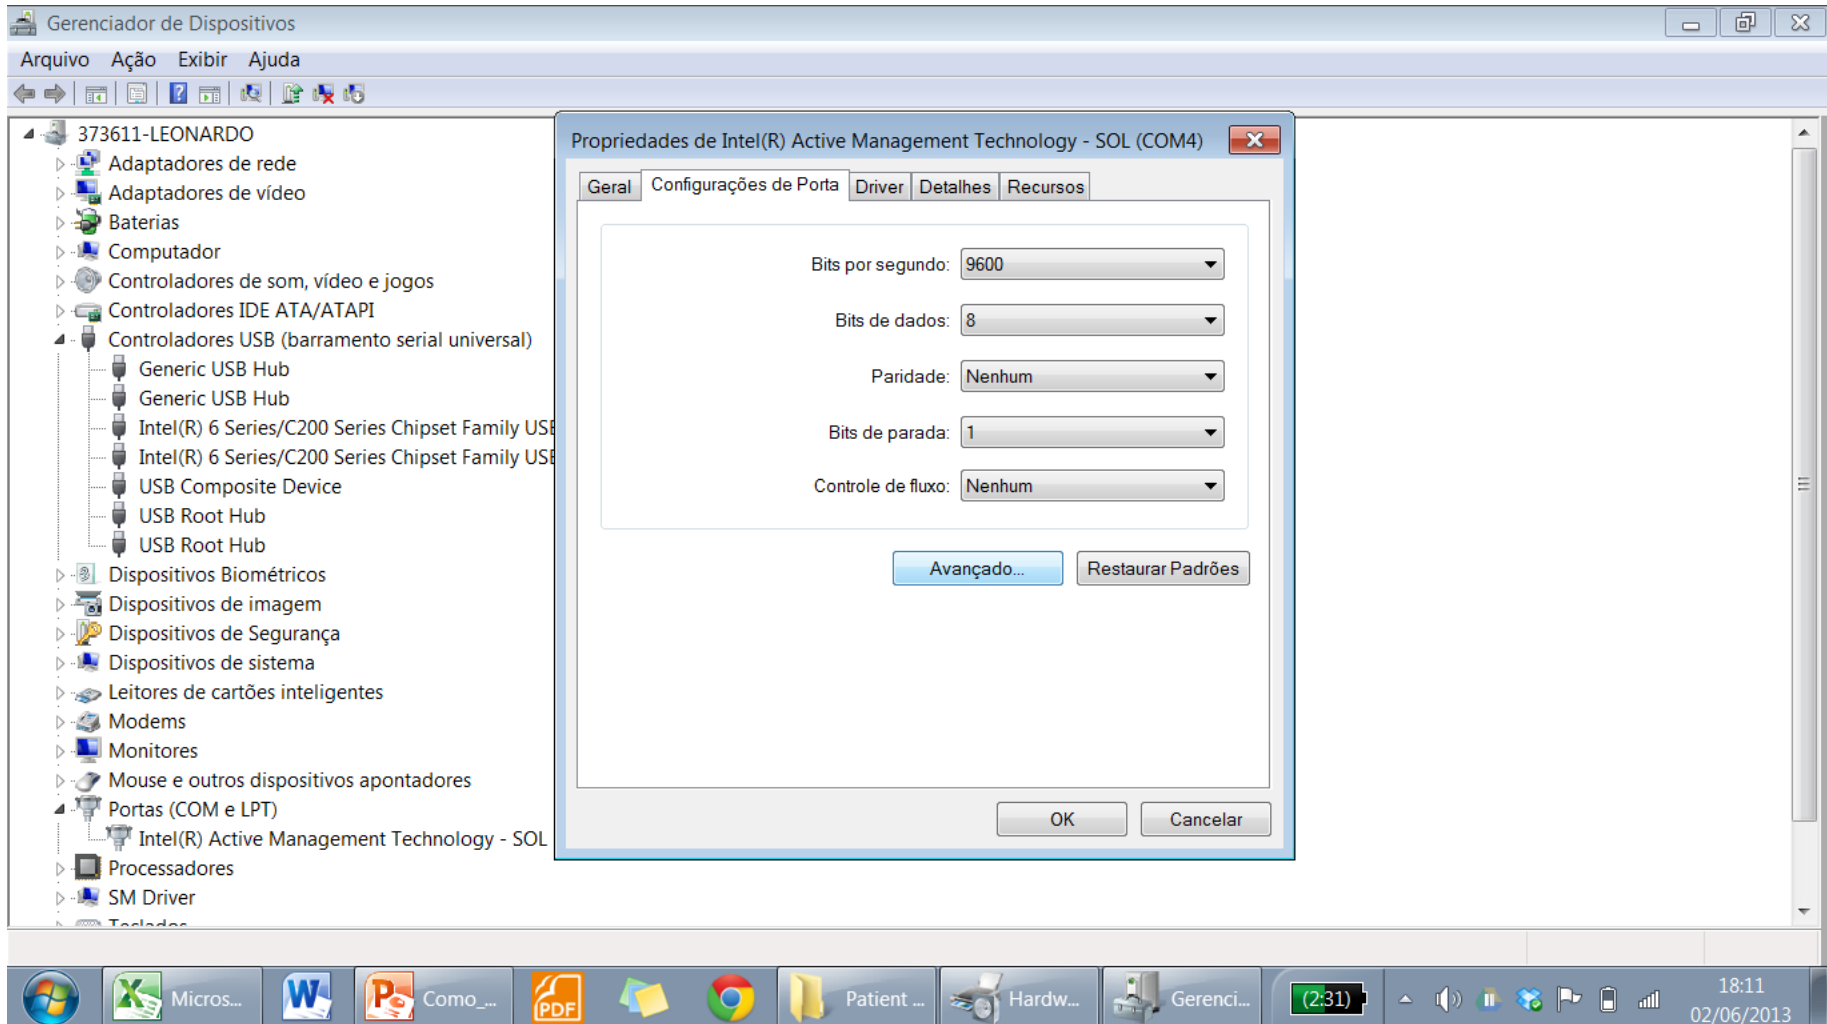 Gerenciador de Dispositivos
Arquivo Ação Exibir Ajuda
373611-LEONARDO
Adaptadores de rede
Adaptadores de vídeo
Baterias
Computador
Controladores de som, vídeo e jogos
Controladores IDE ATA/ATAPI
Controladores USB (barramento serial universal)
Generic USB Hub
Generic USB Hub
Intel(R) 6 Series/C200 Series Chipset Family USB
Intel(R) 6 Series/C200 Series Chipset Family USB
USB Composite Device
USB Root Hub
USB Root Hub
Dispositivos Biométricos
Dispositivos de imagem
Dispositivos de Segurança
Dispositivos de sistema
Leitores de cartões inteligentes
Modems
Monitores
Mouse e outros dispositivos apontadores
Portas (COM e LPT)
Intel(R) Active Management Technology - SOL
Processadores
SM Driver
Teclados
Propriedades de Intel(R) Active Management Technology - SOL (COM4)
Geral Configurações de Porta Driver Detalhes Recursos
Bits por segundo: 9600
Bits de dados: 8
Paridade: Nenhum
Bits de parada: 1
Controle de fluxo: Nenhum
Avançado... Restaurar Padrões
OK Cancelar
Micros... Como_... PDF Patient ... Hardw... Gerenci... (2:31) 18:11
02/06/2013